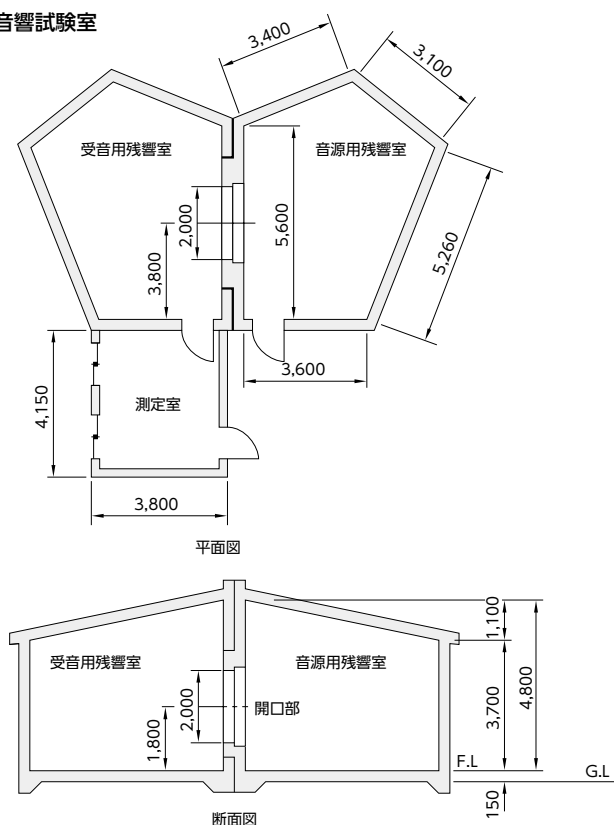 音響試験室
3,400
3,100
受音用残響室
音源用残響室
2,000
5,600
3,800
5,260
3,600
測定室
4,150
3,800
平面図
受音用残響室
音源用残響室
1,100
2,000
開口部
3,700
4,800
1,800
F.L
G.L
150
断面図